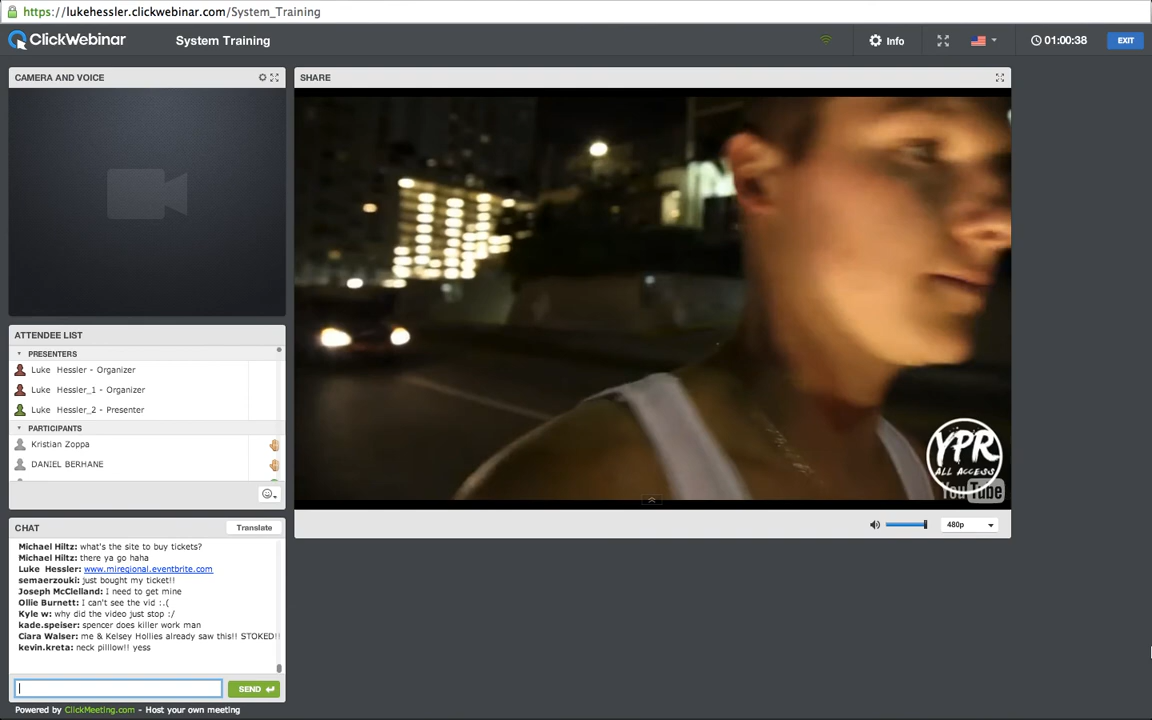 https://lukehessler.clickwebinar.com/System_Training
ClickWebinar
System Training
Info
01:00:38
EXIT
CAMERA AND VOICE
ATTENDEE LIST
PRESENTERS
Luke Hessler - Organizer
Luke Hessler_1 - Organizer
Luke Hessler_2 - Presenter
PARTICIPANTS
Kristian Zoppa
DANIEL BERHANE
CHAT
Translate
Michael Hiltz: what's the site to buy tickets?
Michael Hiltz: there ya go haha
Luke Hessler: www.miregional.eventbrite.com
semaerzouki: just bought my ticket!!
Joseph McClelland: I need to get mine
Ollie Burnett: I can't see the vid :.(
Kyle w: why did the video just stop :/
kade.speiser: spencer does killer work man
Ciara Walser: me & Kelsey Hollies already saw this!! STOKED!!
kevin.kreta: neck pilllow!! yess
SEND
Powered by ClickMeeting.com - Host your own meeting
SHARE
YPR
ALL ACCESS
YouTube
480p